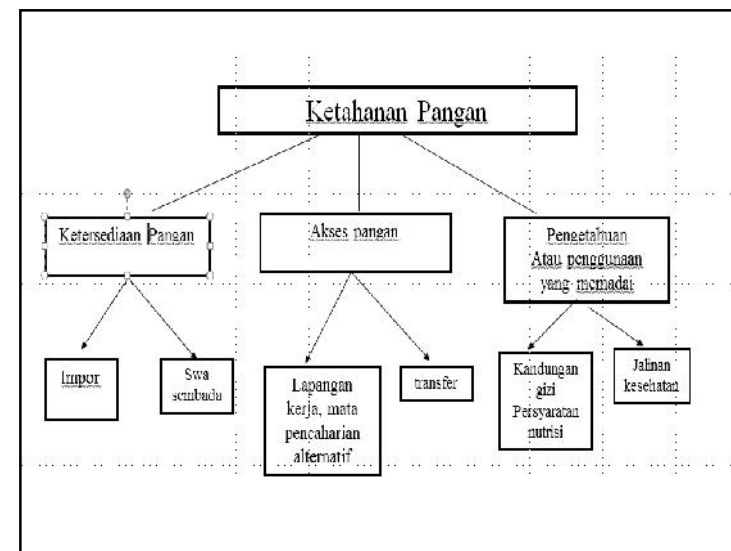 Ketahanan Pangan
Ketersediaan Pangan
Akses pangan
Pengetahuan
Atau penggunaan
yang memadai
Impor
Swa
sembada
Lapangan
kerja, mata
pencaharian
alternatif
transfer
Kandungan
gizi
Persyaratan
nutrisi
Jalinan
kesehatan